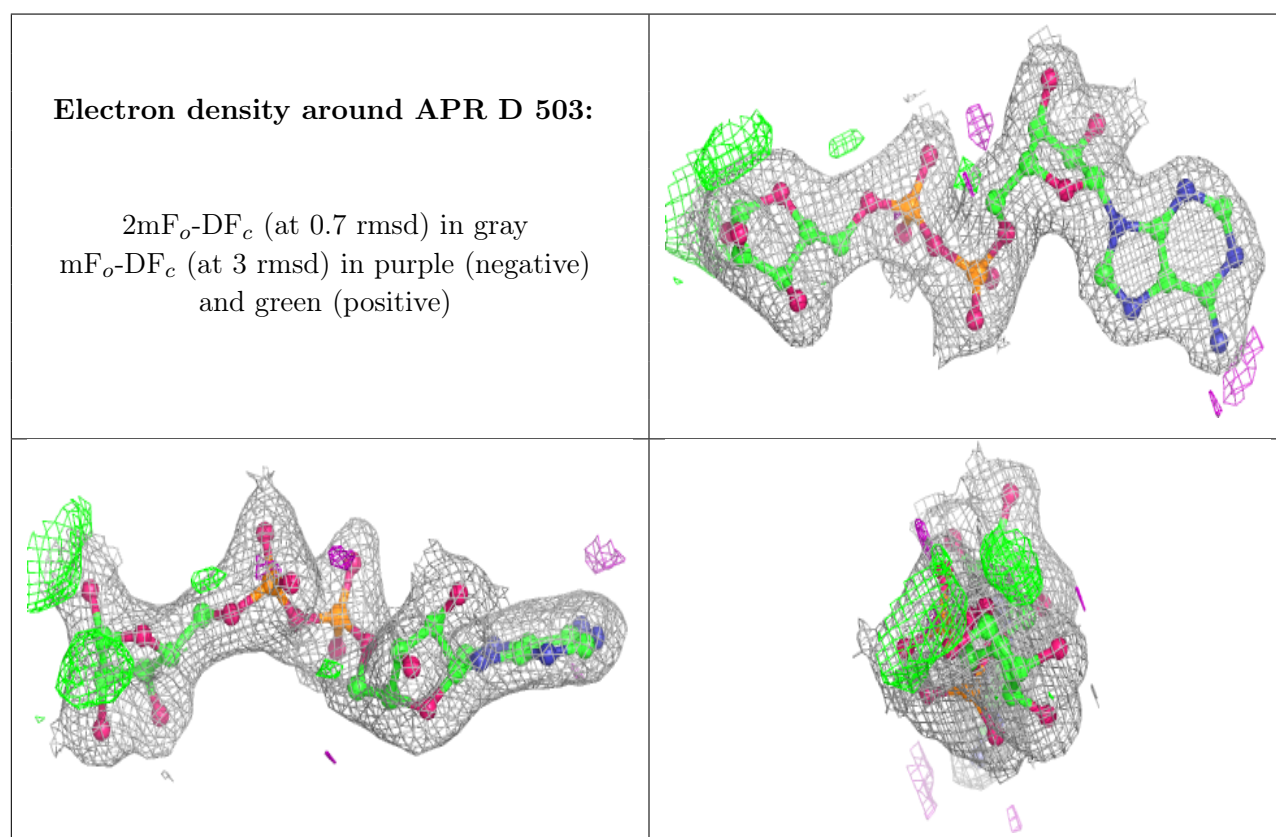 Electron density around APR D 503:
2mFo-DFc (at 0.7 rmsd) in gray
mFo-DFc (at 3 rmsd) in purple (negative)
and green (positive)